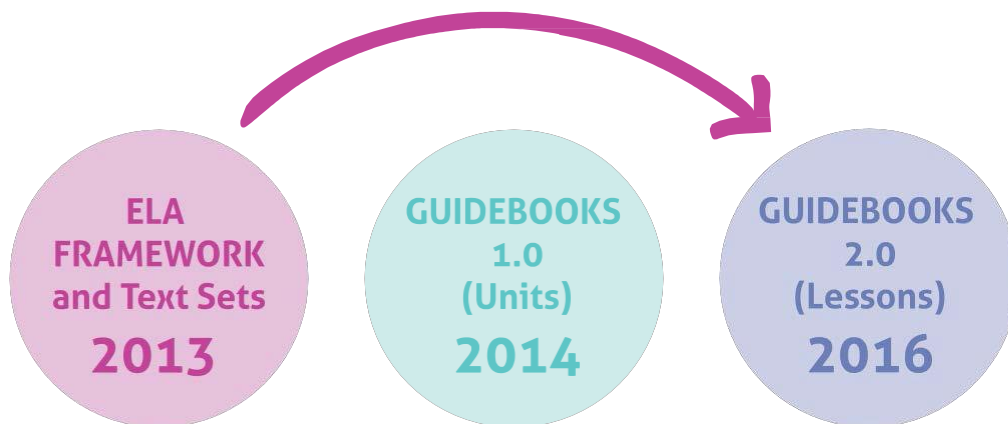 ELA
FRAMEWORK
and Text Sets
2013
GUIDEBOOKS
1.0
(Units)
2014
GUIDEBOOKS
2.0
(Lessons)
2016